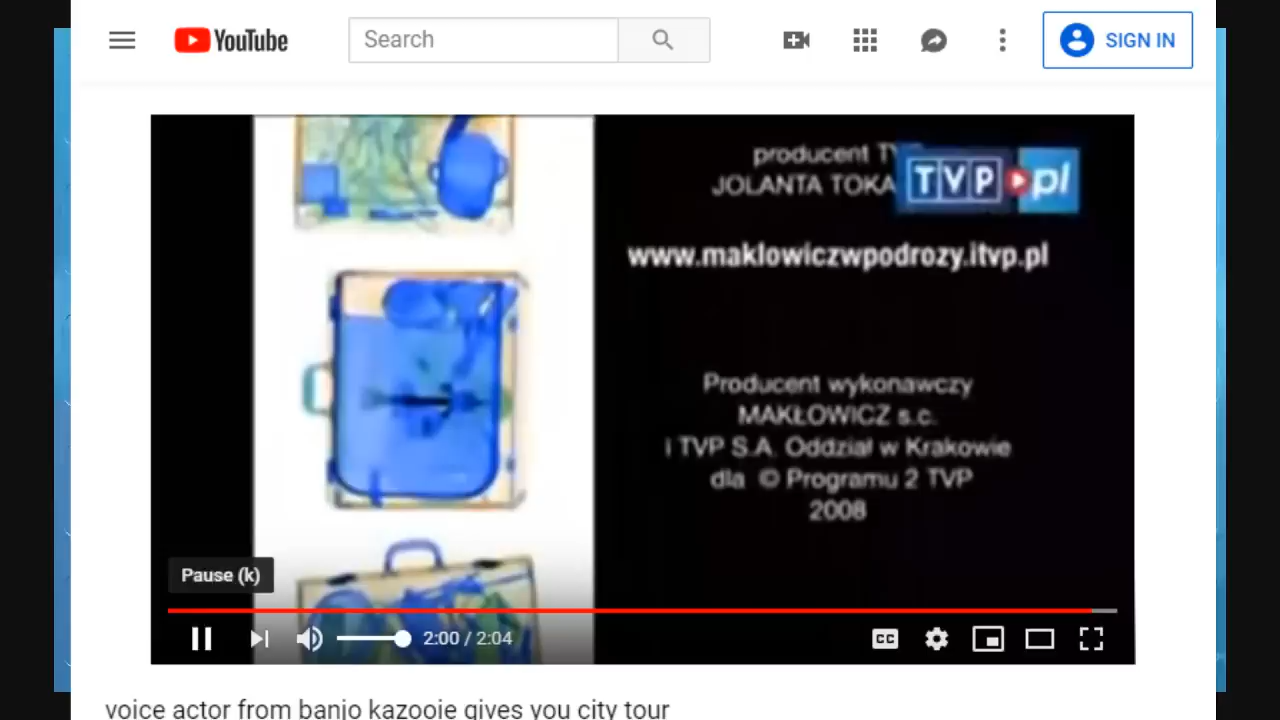 YouTube
Search
SIGN IN
producent
JOLANTA TOKA
TVP pl
www.maklowiczwpodrozy.itvp.pl
Producent wykonawczy
MAKŁOWICZ s.c.
i TVP S.A. Oddział w Krakowie
dla © Programu 2 TVP
2008
Pause (k)
2:00 / 2:04
CC
voice actor from banjo kazooie gives you city tour